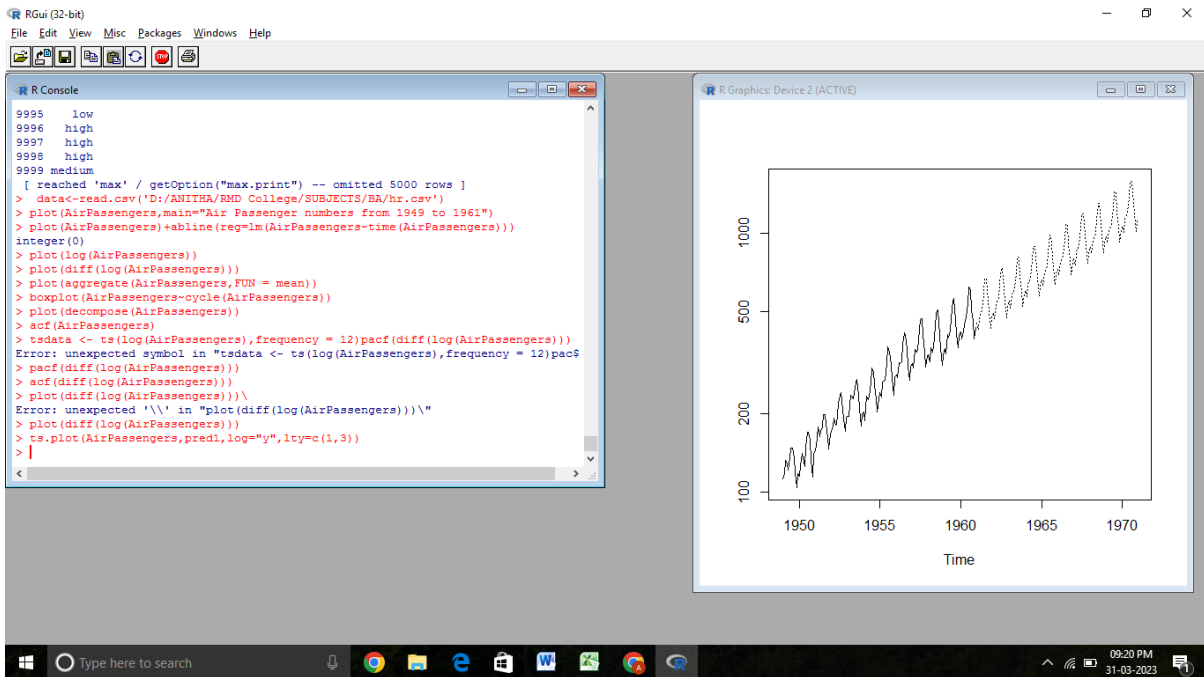 RGui (32-bit)
File Edit View Misc Packages Windows Help
STOP
R Console
9995 low
9996 high
9997 high
9998 high
9999 medium
[ reached 'max' / getOption("max.print") -- omitted 5000 rows ]
> data<-read.csv('D:/ANITHA/RMD College/SUBJECTS/BA/hr.csv')
> plot(AirPassengers,main="Air Passenger numbers from 1949 to 1961")
> plot(AirPassengers)+abline(reg=lm(AirPassengers~time(AirPassengers)))
integer(0)
> plot(log(AirPassengers))
> plot(diff(log(AirPassengers)))
> plot(aggregate(AirPassengers,FUN = mean))
> boxplot(AirPassengers~cycle(AirPassengers))
> plot(decompose(AirPassengers))
> acf(AirPassengers)
> tsdata <- ts(log(AirPassengers),frequency = 12)pacf(diff(log(AirPassengers)))
Error: unexpected symbol in "tsdata <- ts(log(AirPassengers),frequency = 12)pac$
> pacf(diff(log(AirPassengers)))
> acf(diff(log(AirPassengers)))
> plot(diff(log(AirPassengers)))\
Error: unexpected '\\' in "plot(diff(log(AirPassengers)))\"
> plot(diff(log(AirPassengers)))
> ts.plot(AirPassengers,pred1,log="y",lty=c(1,3))
>
R Graphics: Device 2 (ACTIVE)
1000
500
200
100
1950 1955 1960 1965 1970
Time
Type here to search
09:20 PM
31-03-2023